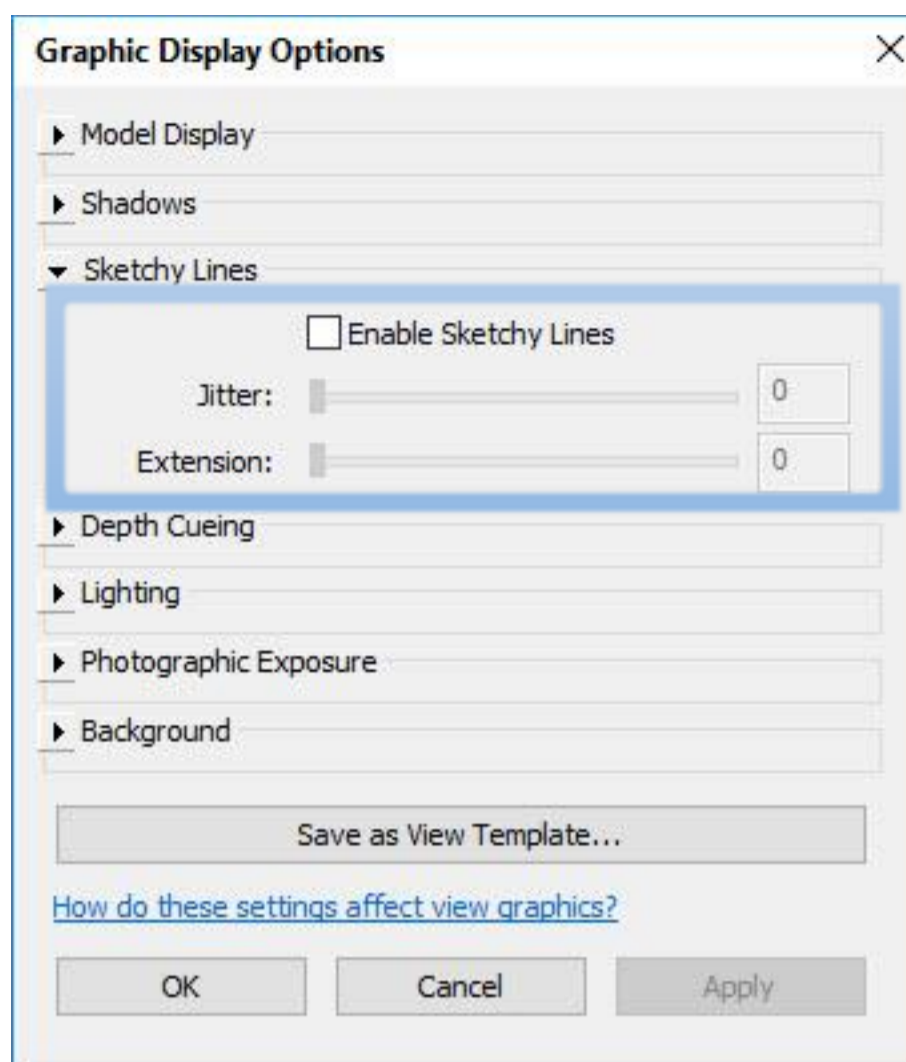 Graphic Display Options
Model Display
Shadows
Sketchy Lines
Enable Sketchy Lines
Jitter: 0
Extension: 0
Depth Cueing
Lighting
Photographic Exposure
Background
Save as View Template...
How do these settings affect view graphics?
OK Cancel Apply